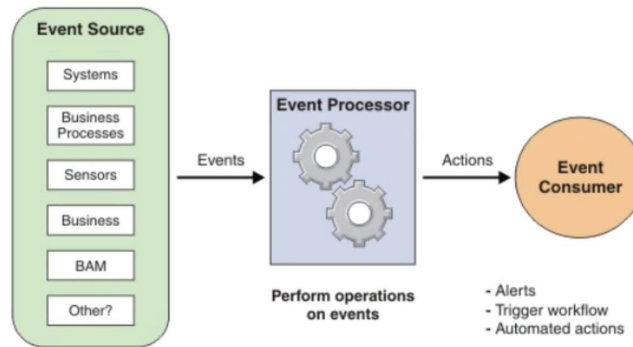 Event Source
Systems
Business
Processes
Sensors
Business
BAM
Other?
Events
Event Processor
Perform operations
on events
Actions
Event
Consumer
- Alerts
- Trigger workflow
- Automated actions